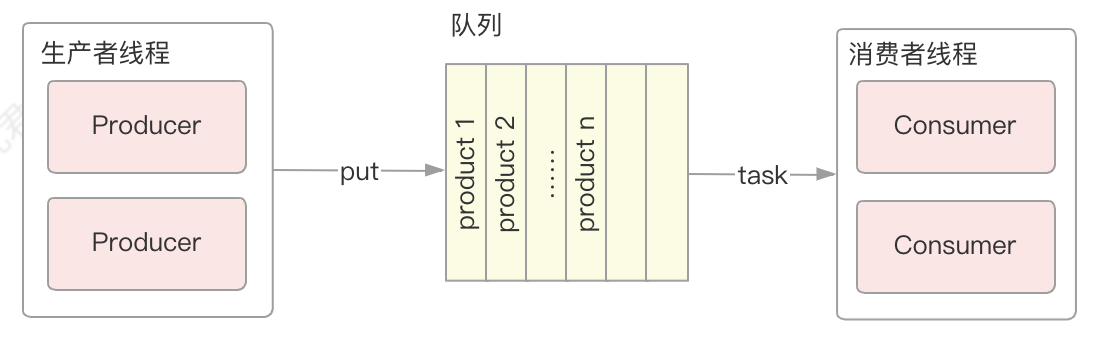 生产者线程
Producer
Producer
put
队列
product 1
product 2
......
product n
task
消费者线程
Consumer
Consumer